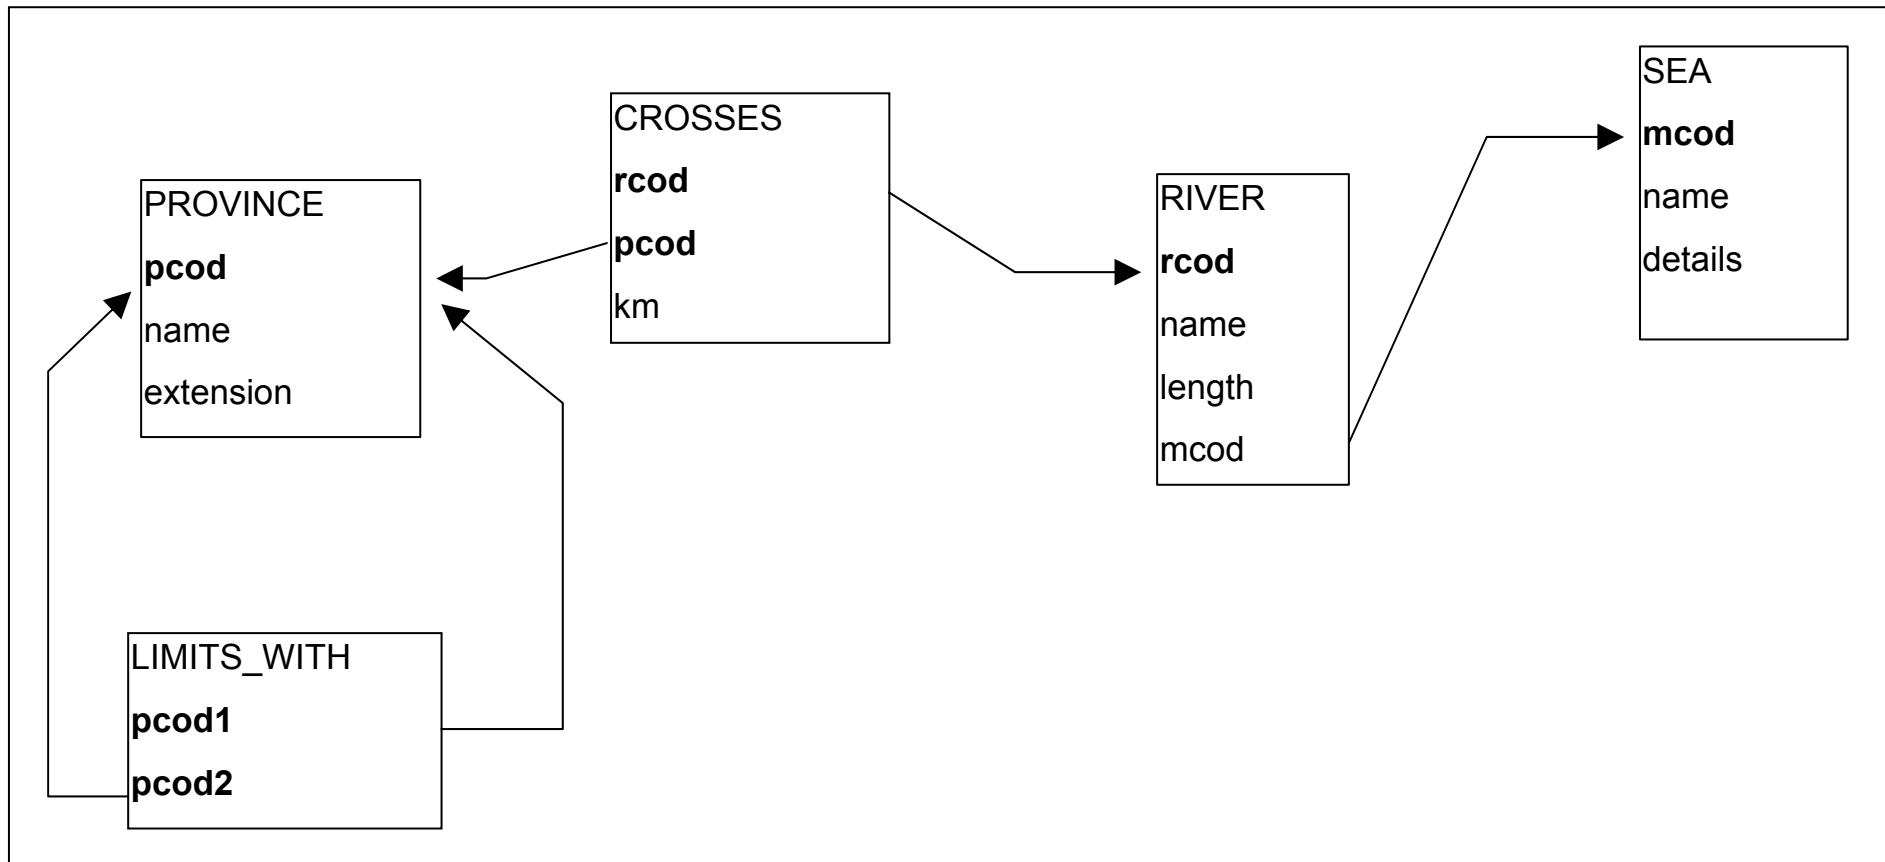 PROVINCE
pcod
name
extension
CROSSES
rcod
pcod
km
RIVER
rcod
name
length
mcod
SEA
mcod
name
details
LIMITS_WITH
pcod1
pcod2